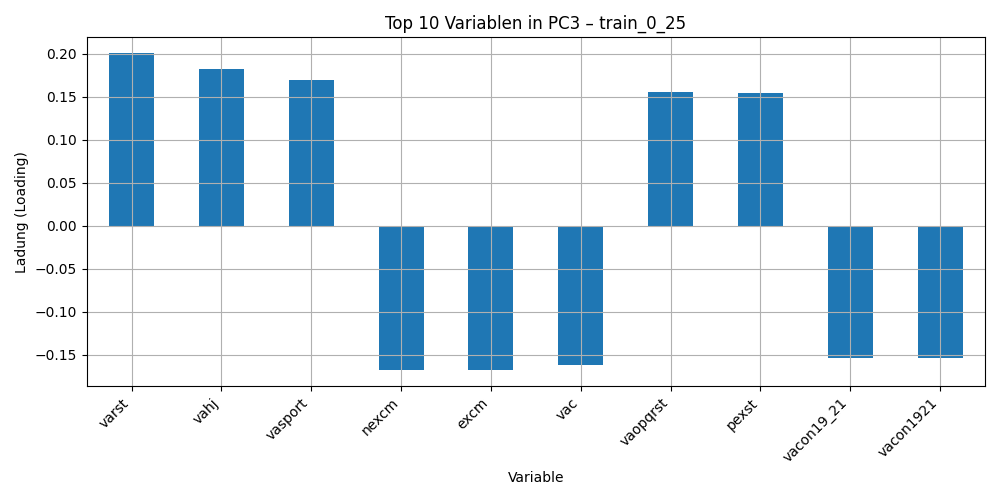 Top 10 Variablen in PC3 – train_0_25
Ladung (Loading)
0.20
0.15
0.10
0.05
0.00
−0.05
−0.10
−0.15
varst
vahj
vasport
nexcm
excm
vac
vaopqrst
pexst
vacon19_21
vacon1921
Variable